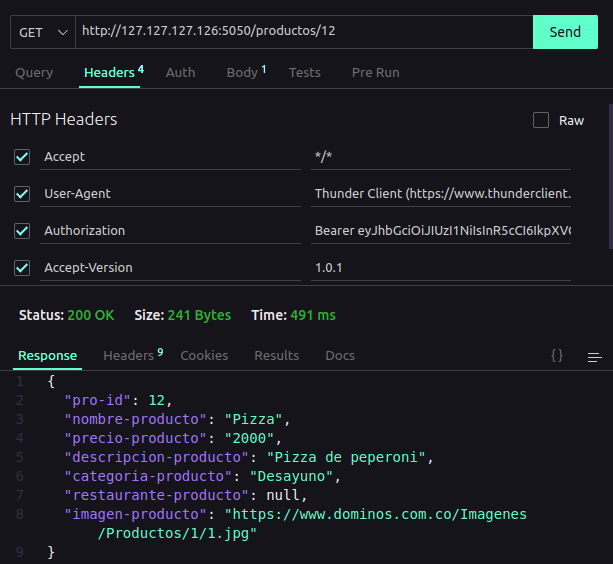 GET http://127.127.127.126:5050/productos/12 Send
Query Headers 4 Auth Body 1 Tests Pre Run
HTTP Headers Raw
Accept */*
User-Agent Thunder Client (https://www.thunderclient.
Authorization Bearer eyJhbGciOiJIUzI1NiIsInR5cCI6IkpXVC
Accept-Version 1.0.1
Status: 200 OK Size: 241 Bytes Time: 491 ms
Response Headers 9 Cookies Results Docs {}
1 {
2 "pro-id": 12,
3 "nombre-producto": "Pizza",
4 "precio-producto": "2000",
5 "descripcion-producto": "Pizza de peperoni",
6 "categoria-producto": "Desayuno",
7 "restaurante-producto": null,
8 "imagen-producto": "https://www.dominos.com.co/Imagenes
/Productos/1/1.jpg"
9 }